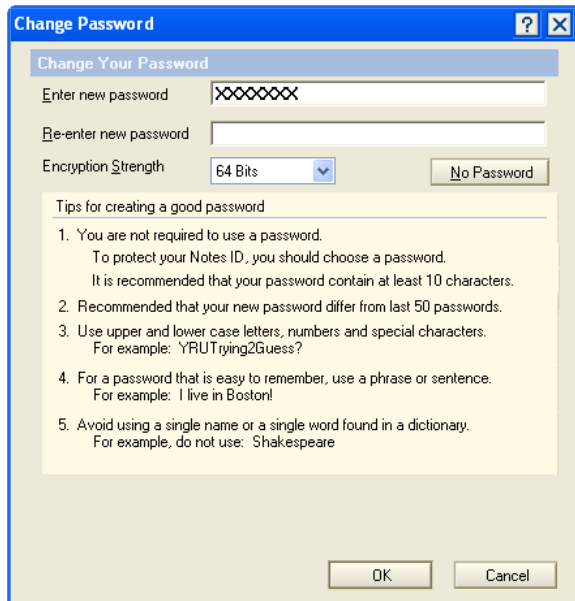 Change Password
Change Your Password
Enter new password XXXXXXXX
Re-enter new password
Encryption Strength 64 Bits No Password
Tips for creating a good password
1. You are not required to use a password.
To protect your Notes ID, you should choose a password.
It is recommended that your password contain at least 10 characters.
2. Recommended that your new password differ from last 50 passwords.
3. Use upper and lower case letters, numbers and special characters.
For example: YRUTrying2Guess?
4. For a password that is easy to remember, use a phrase or sentence.
For example: I live in Boston!
5. Avoid using a single name or a single word found in a dictionary.
For example, do not use: Shakespeare
OK Cancel